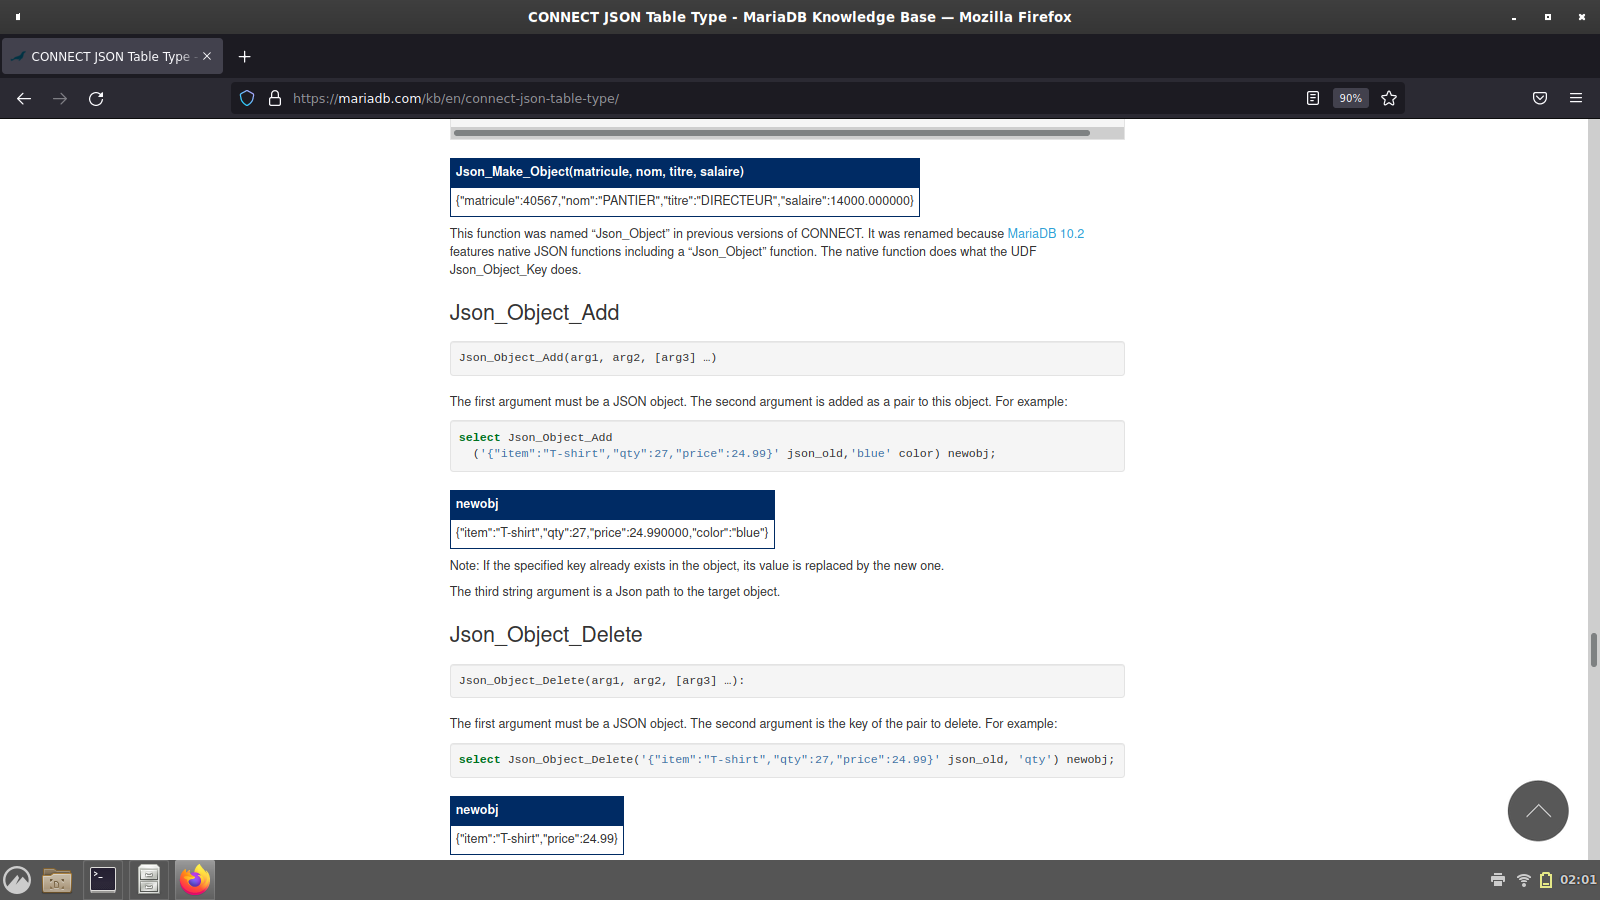 CONNECT JSON Table Type - MariaDB Knowledge Base — Mozilla Firefox
CONNECT JSON Table Type -
https://mariadb.com/kb/en/connect-json-table-type/
90%
Json_Make_Object(matricule, nom, titre, salaire)
{"matricule":40567,"nom":"PANTIER","titre":"DIRECTEUR","salaire":14000.000000}
This function was named “Json_Object” in previous versions of CONNECT. It was renamed because MariaDB 10.2
features native JSON functions including a “Json_Object” function. The native function does what the UDF
Json_Object_Key does.
Json_Object_Add
Json_Object_Add(arg1, arg2, [arg3] …)
The first argument must be a JSON object. The second argument is added as a pair to this object. For example:
select Json_Object_Add
('{"item":"T-shirt","qty":27,"price":24.99}' json_old,'blue' color) newobj;
newobj
{"item":"T-shirt","qty":27,"price":24.990000,"color":"blue"}
Note: If the specified key already exists in the object, its value is replaced by the new one.
The third string argument is a Json path to the target object.
Json_Object_Delete
Json_Object_Delete(arg1, arg2, [arg3] …):
The first argument must be a JSON object. The second argument is the key of the pair to delete. For example:
select Json_Object_Delete('{"item":"T-shirt","qty":27,"price":24.99}' json_old, 'qty') newobj;
newobj
{"item":"T-shirt","price":24.99}
02:01